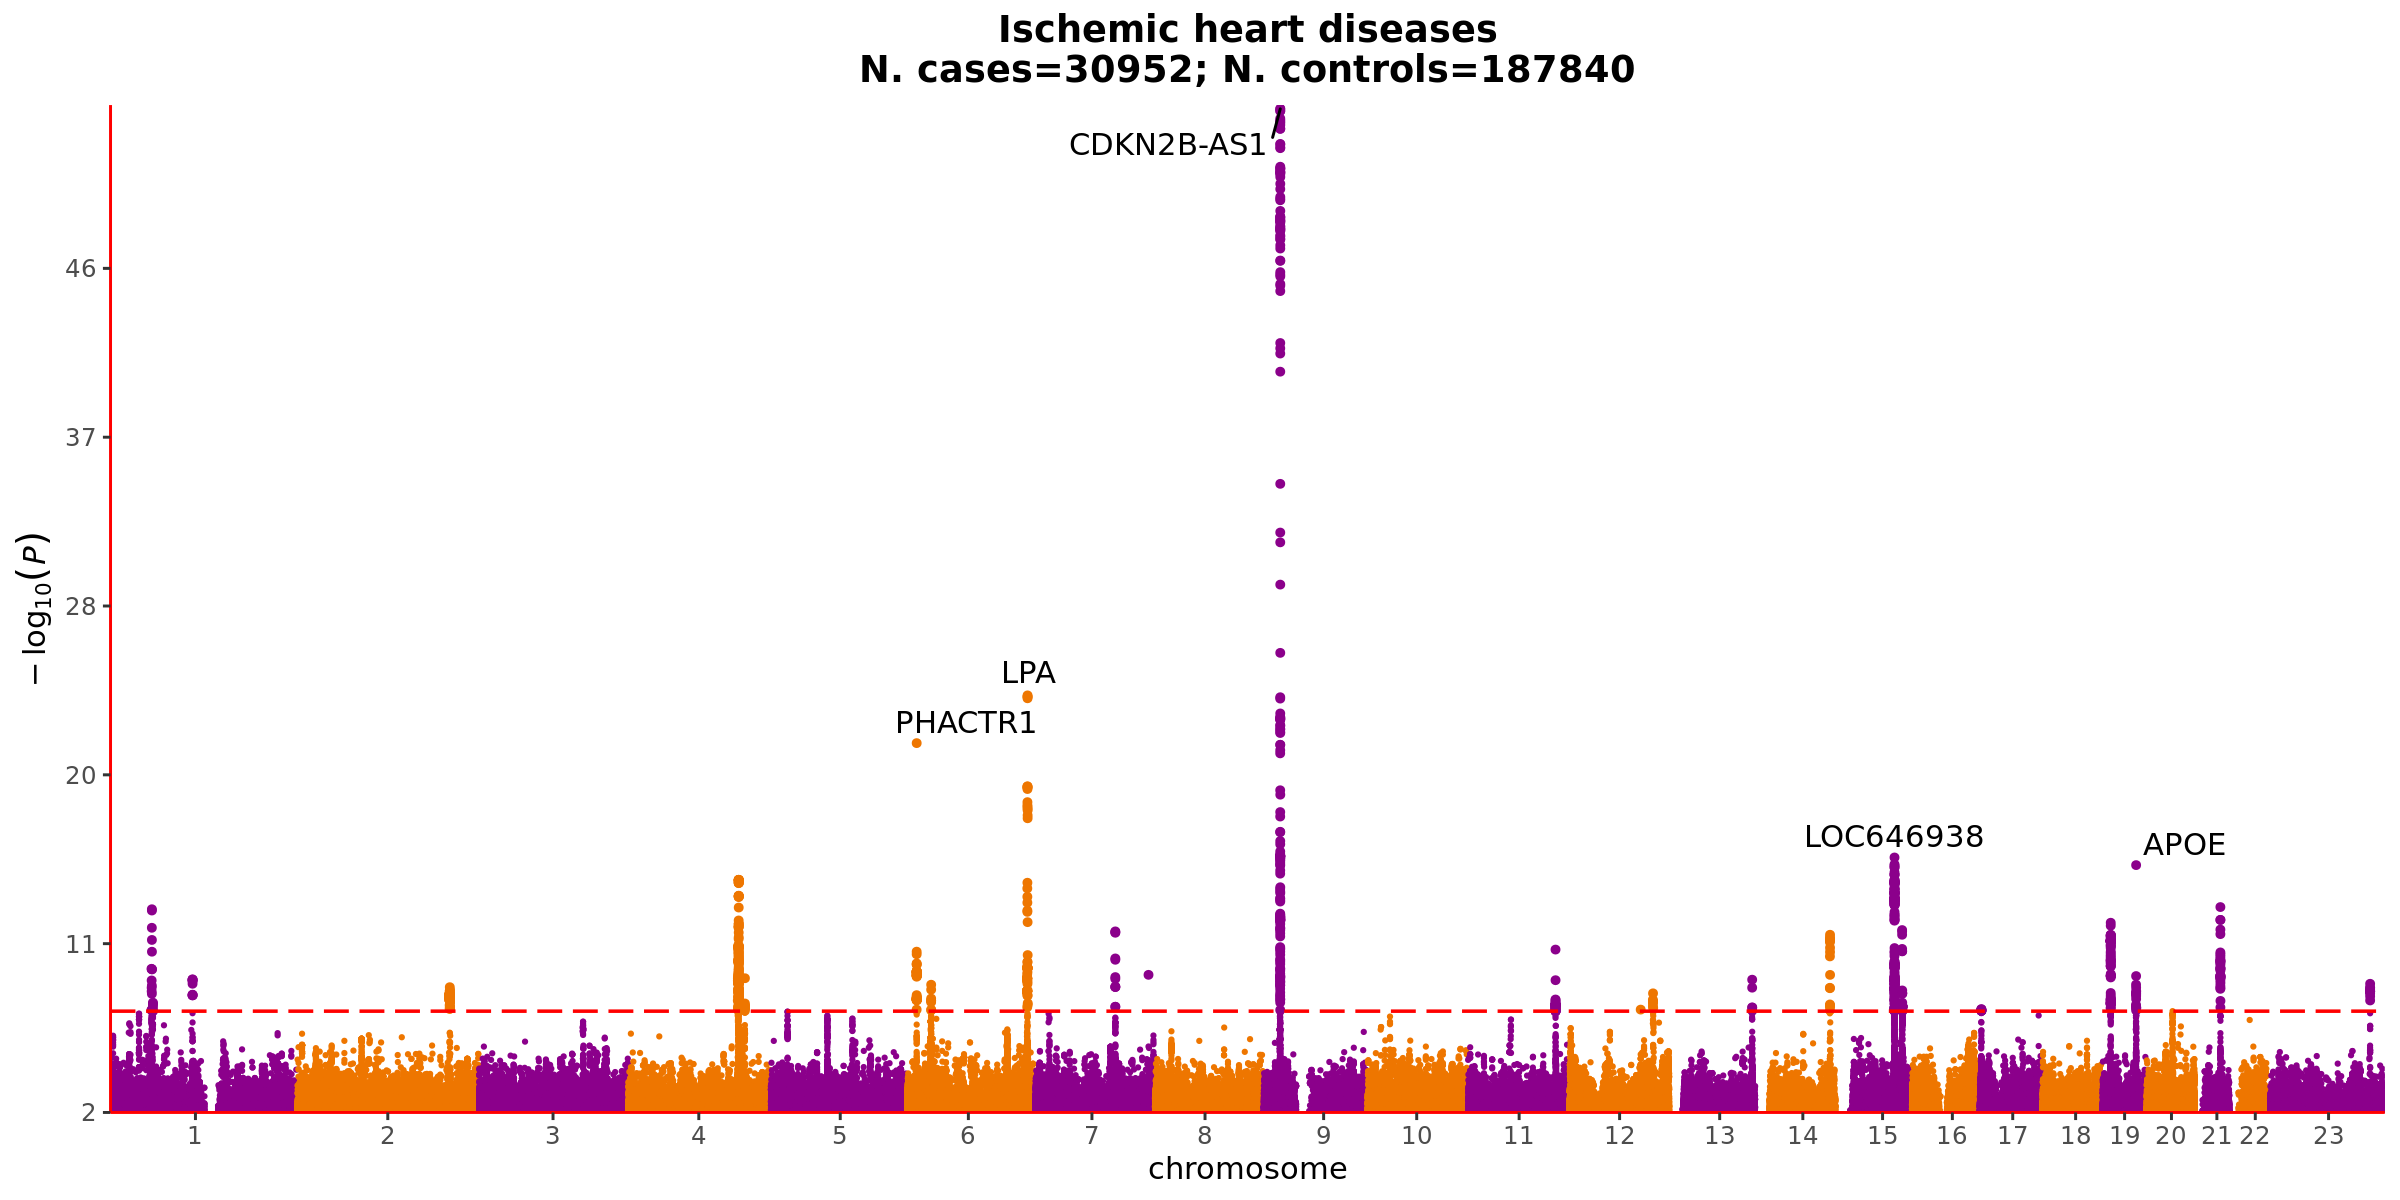 Ischemic heart diseases
N. cases=30952; N. controls=187840
CDKN2B-AS1
46
37
28
LPA
PHACTR1
20
LOC646938
APOE
11
2
−log10(P)
1 2 3 4 5 6 7 8 9 10 11 12 13 14 15 16 17 18 19 20 21 22 23
chromosome